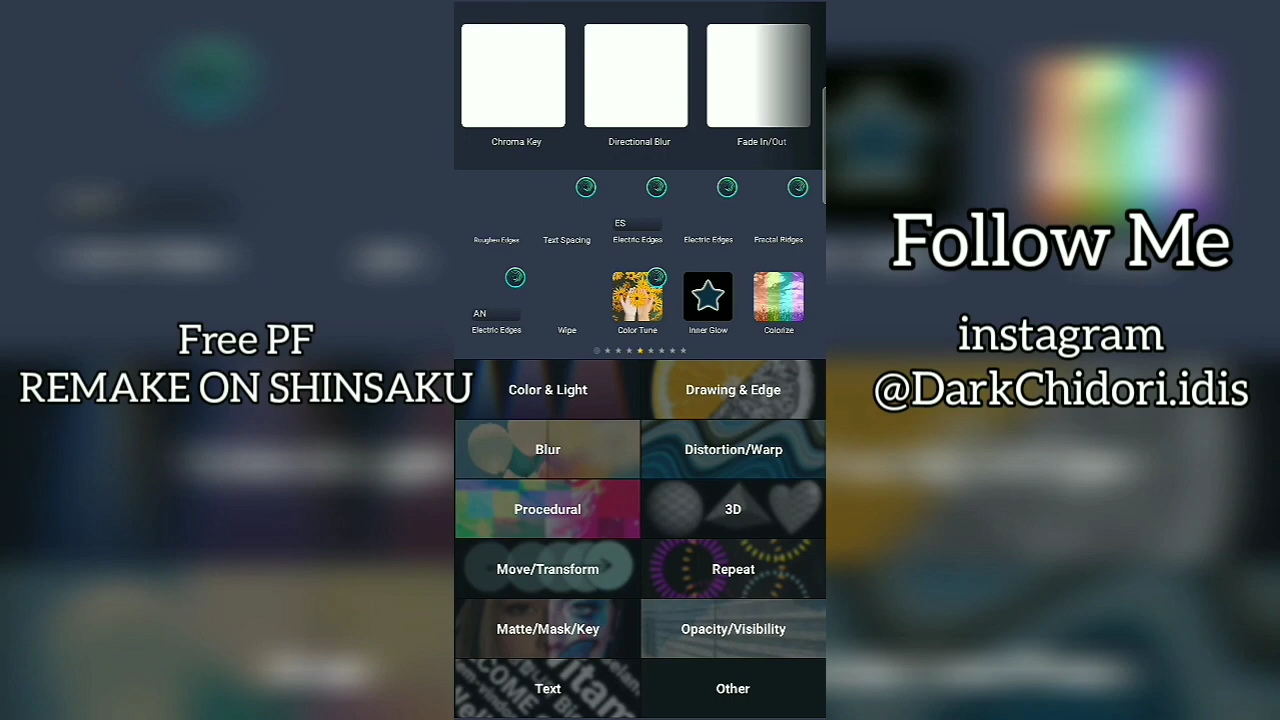 Chroma Key
Directional Blur
Fade In/Out
ES
Roughen Edges
Text Spacing
Electric Edges
Electric Edges
Fractal Ridges
AN
Electric Edges
Wipe
Color Tune
Inner Glow
Colorize
Color & Light
Drawing & Edge
Blur
Distortion/Warp
Procedural
3D
Move/Transform
Repeat
Matte/Mask/Key
Opacity/Visibility
Text
Other
Free PF
REMAKE ON SHINSAKU
Follow Me
instagram
@DarkChidori.idis